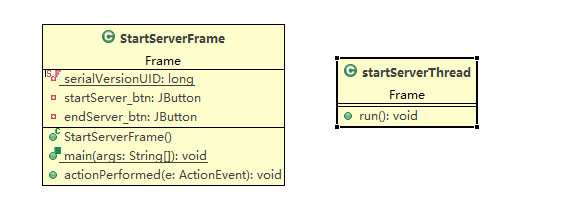 StartServerFrame
Frame
serialVersionUID: long
startServer_btn: JButton
endServer_btn: JButton
StartServerFrame()
main(args: String[]): void
actionPerformed(e: ActionEvent): void
startServerThread
Frame
run(): void